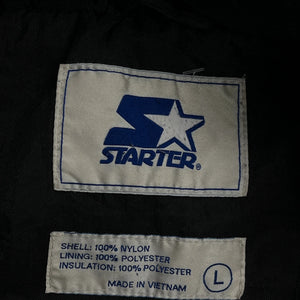 STARTER®
SHELL: 100% NYLON
LINING: 100% POLYESTER
INSULATION: 100% POLYESTER
MADE IN VIETNAM
L